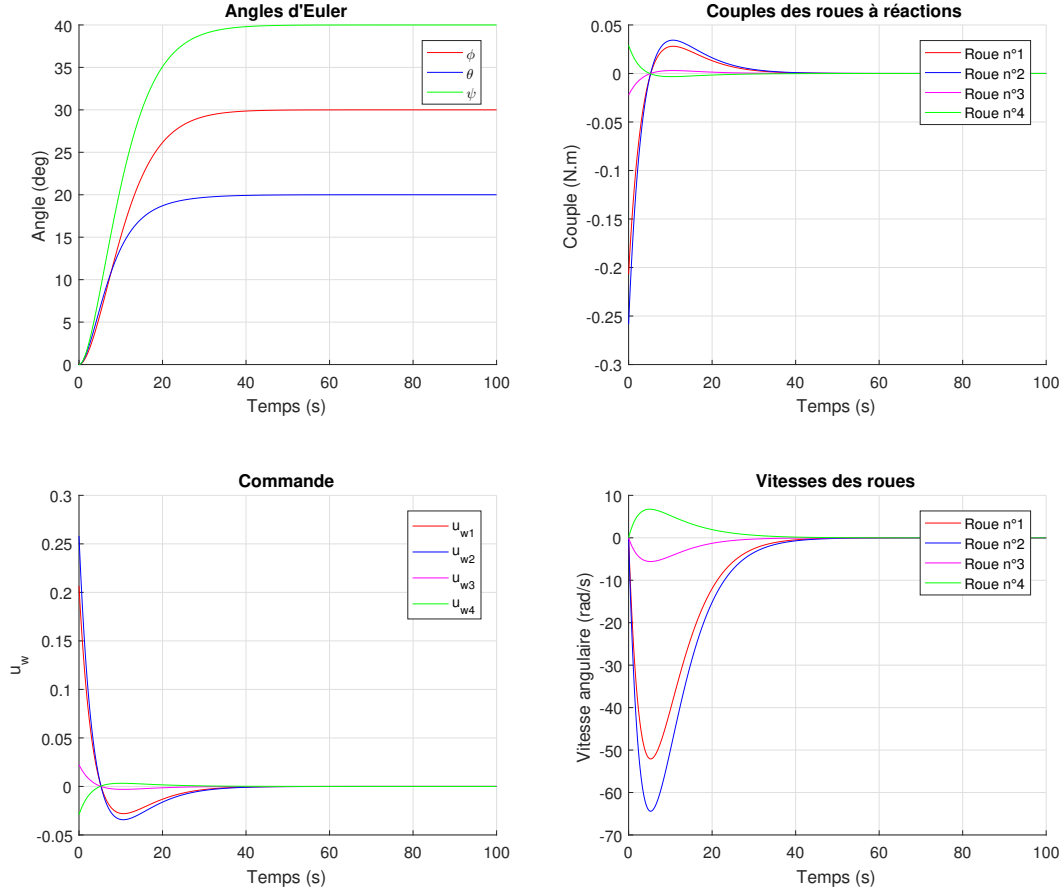 Angles d'Euler
40
35
30
25
20
15
10
5
0
Angle (deg)
ϕ
θ
ψ
0 20 40 60 80 100
Temps (s)
Couples des roues à réactions
0.05
0
-0.05
-0.1
-0.15
-0.2
-0.25
-0.3
Couple (N.m)
Roue n°1
Roue n°2
Roue n°3
Roue n°4
0 20 40 60 80 100
Temps (s)
Commande
0.3
0.25
0.2
0.15
0.1
0.05
0
-0.05
u_w
u_w1
u_w2
u_w3
u_w4
0 20 40 60 80 100
Temps (s)
Vitesses des roues
10
0
-10
-20
-30
-40
-50
-60
-70
Vitesse angulaire (rad/s)
Roue n°1
Roue n°2
Roue n°3
Roue n°4
0 20 40 60 80 100
Temps (s)